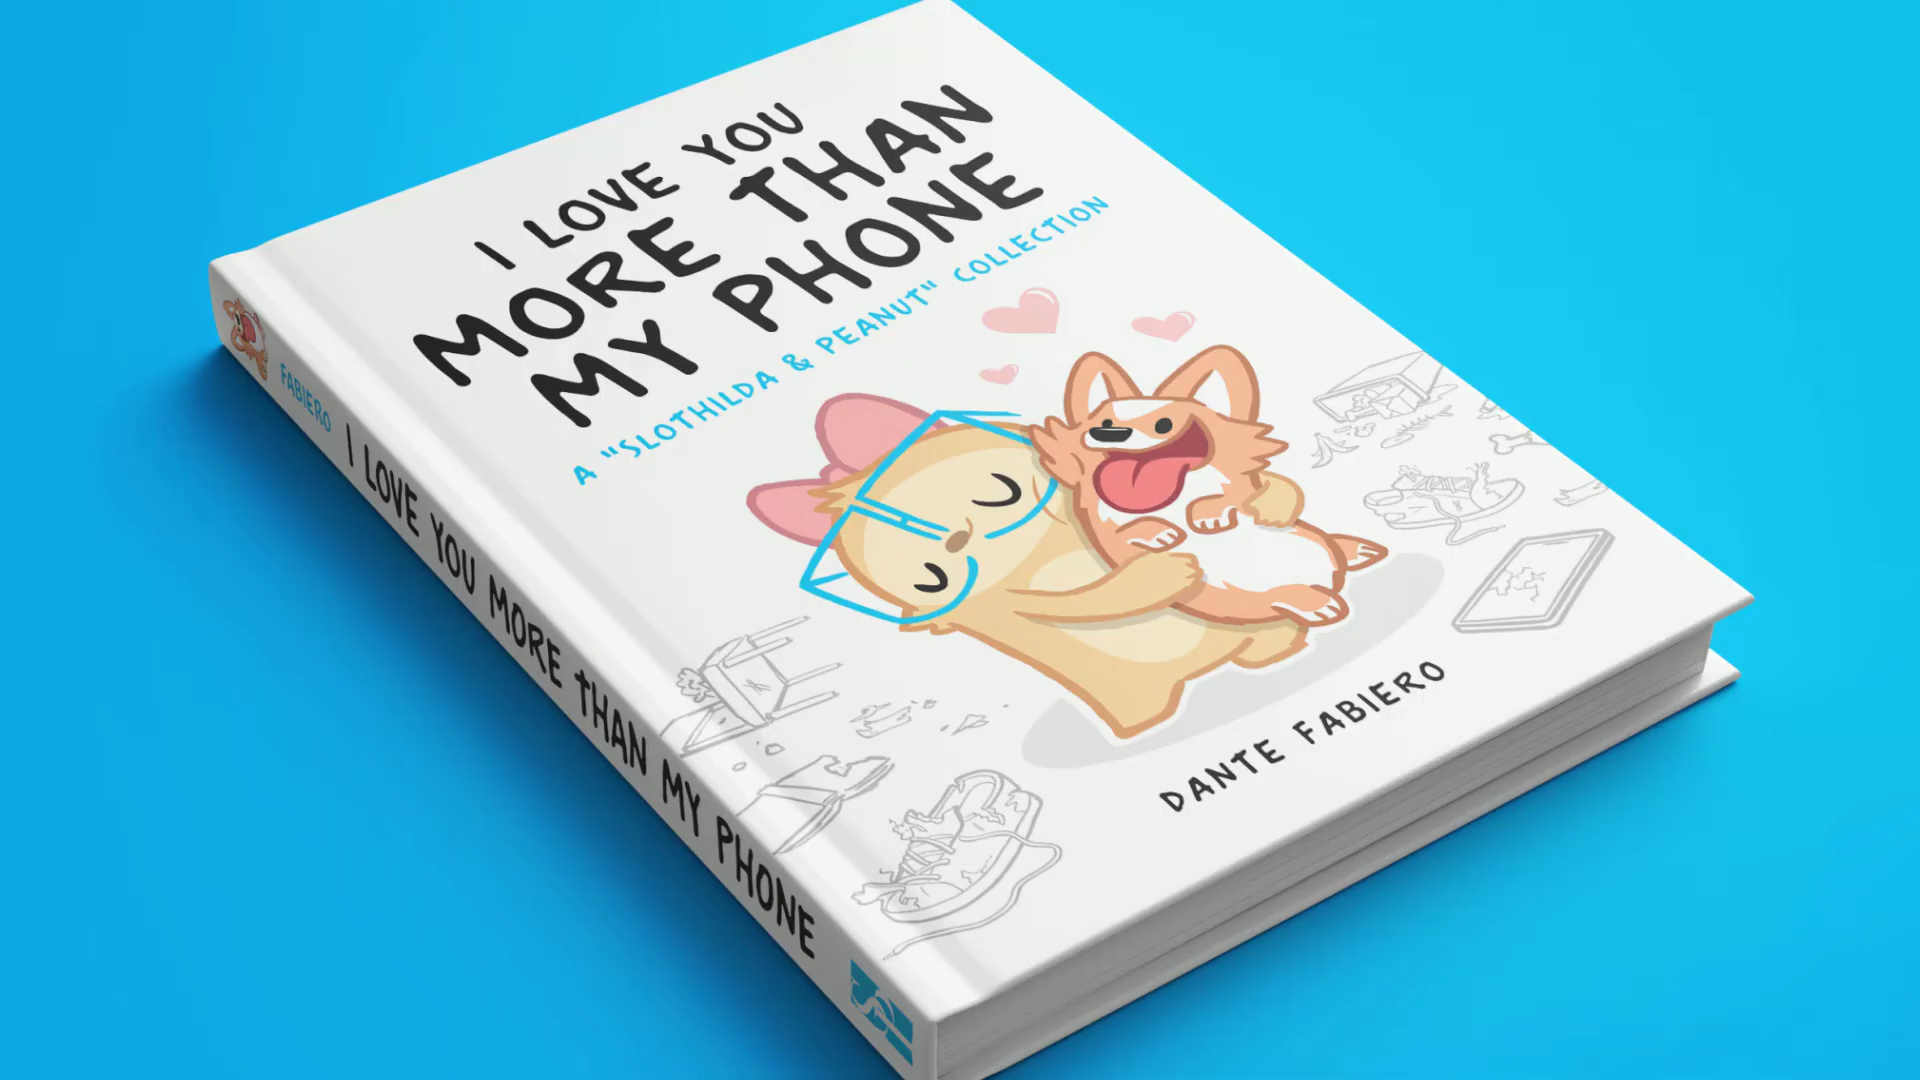 I LOVE YOU
MORE THAN
MY PHONE
A "SLOTHILDA & PEANUT" COLLECTION
DANTE FABIERO
FABIERO
I LOVE YOU MORE THAN MY PHONE